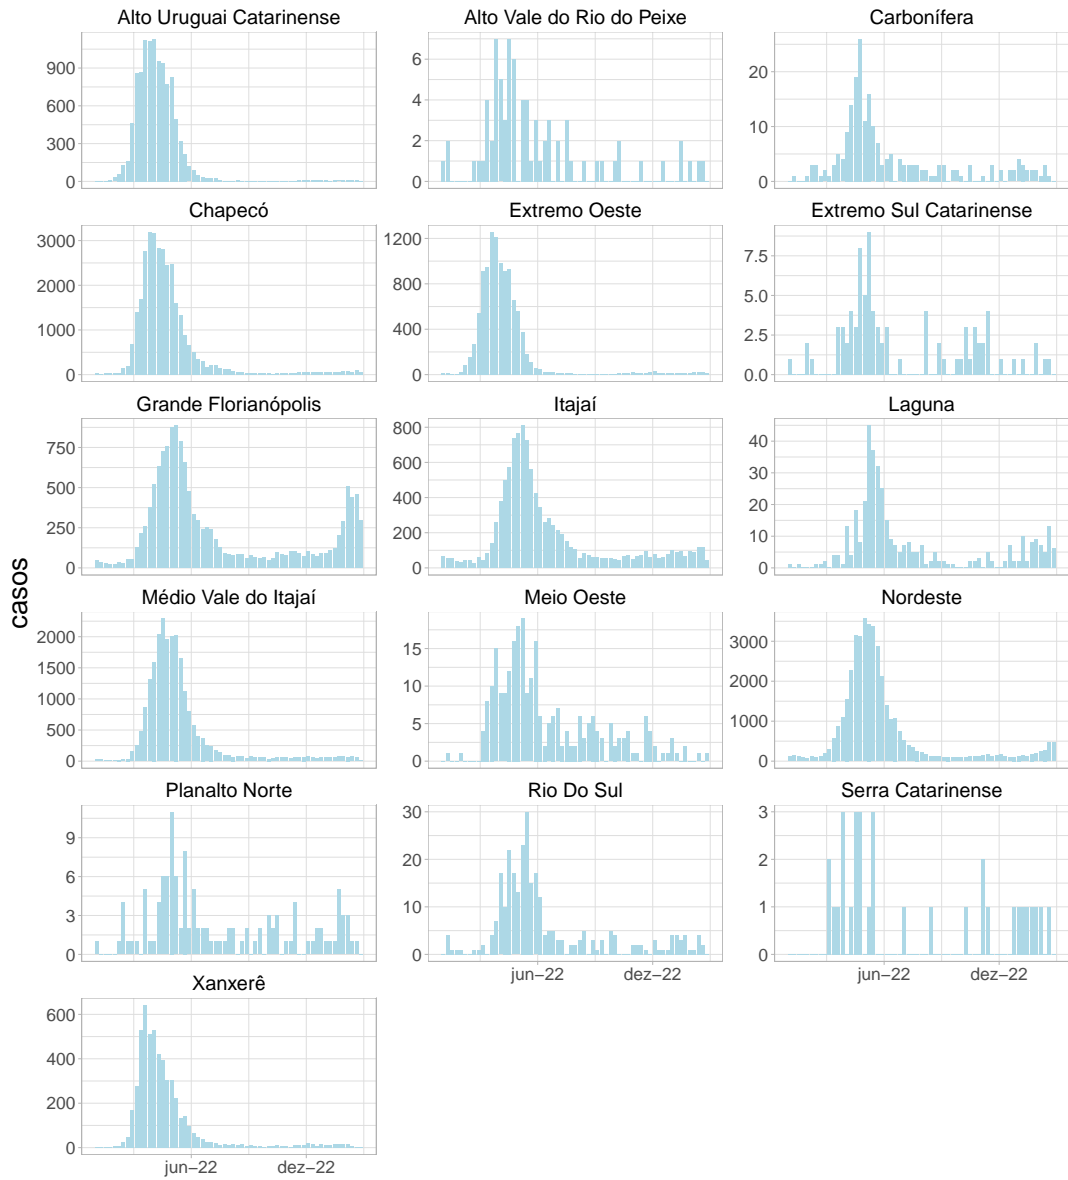 Alto Uruguai Catarinense
Alto Vale do Rio do Peixe
Carbonífera
900
600
300
0
6
4
2
0
20
10
0
Chapecó
Extremo Oeste
Extremo Sul Catarinense
3000
2000
1000
0
1200
800
400
0
7.5
5.0
2.5
0.0
Grande Florianópolis
Itajaí
Laguna
750
500
250
0
800
600
400
200
0
40
30
20
10
0
casos
Médio Vale do Itajaí
Meio Oeste
Nordeste
2000
1500
1000
500
0
15
10
5
0
3000
2000
1000
0
Planalto Norte
Rio Do Sul
Serra Catarinense
9
6
3
0
30
20
10
0
3
2
1
0
jun–22
dez–22
jun–22
dez–22
Xanxerê
600
400
200
0
jun–22
dez–22